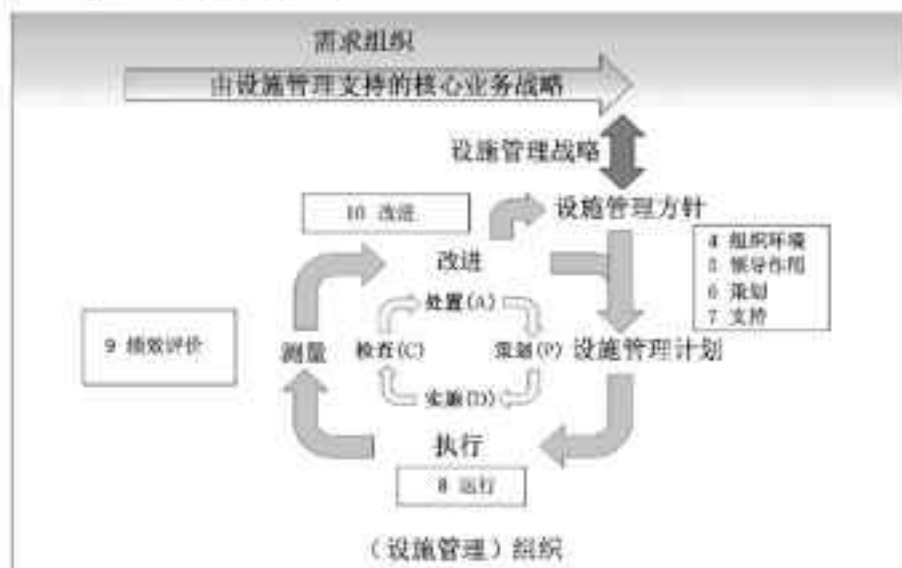 需求组织
由设施管理支持的核心业务战略
设施管理战略
10 改进
设施管理方针
4 组织环境
5 领导作用
6 策划
7 支持
改进
处置(A)
9 绩效评价
测量
检查(C)
策划(P)
设施管理计划
实施(D)
执行
8 运行
(设施管理)组织